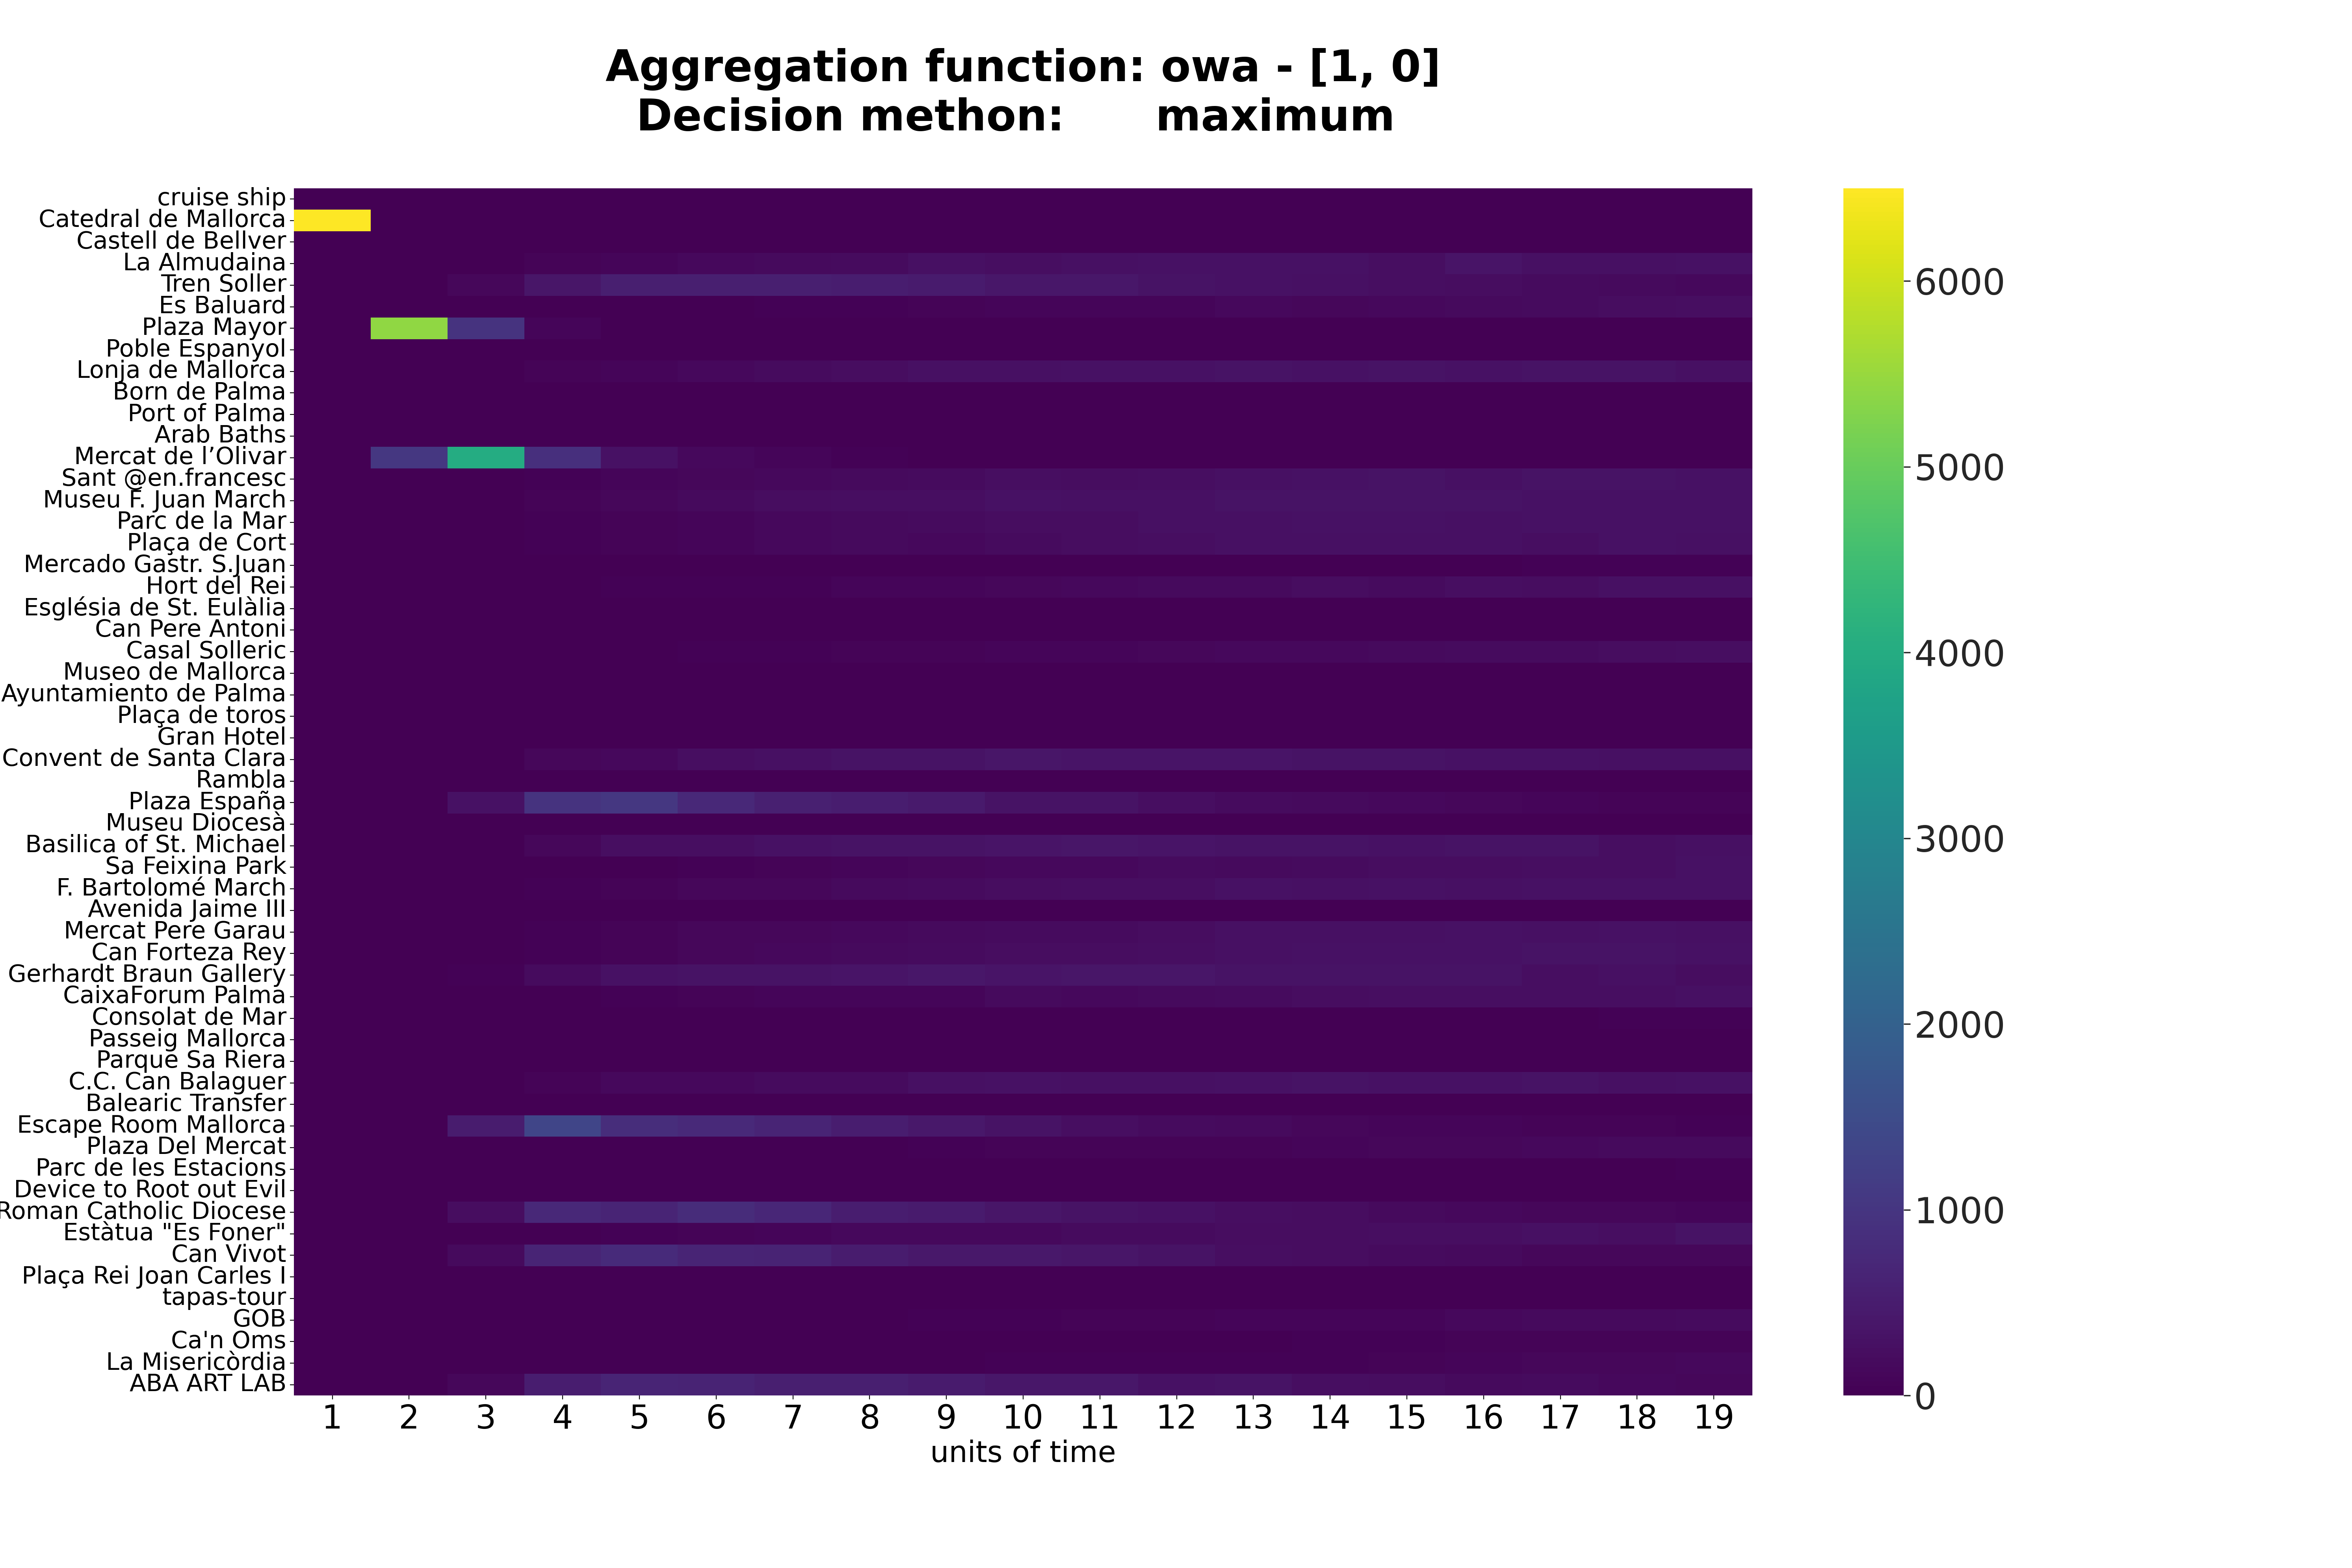 Aggregation function: owa - [1, 0]
Decision methon: maximum
cruise ship
Catedral de Mallorca
Castell de Bellver
La Almudaina
Tren Soller
Es Baluard
Plaza Mayor
Poble Espanyol
Lonja de Mallorca
Born de Palma
Port of Palma
Arab Baths
Mercat de l’Olivar
Sant @en.francesc
Museu F. Juan March
Parc de la Mar
Plaça de Cort
Mercado Gastr. S.Juan
Hort del Rei
Església de St. Eulàlia
Can Pere Antoni
Casal Solleric
Museo de Mallorca
Ayuntamiento de Palma
Plaça de toros
Gran Hotel
Convent de Santa Clara
Rambla
Plaza España
Museu Diocesà
Basilica of St. Michael
Sa Feixina Park
F. Bartolomé March
Avenida Jaime III
Mercat Pere Garau
Can Forteza Rey
Gerhardt Braun Gallery
CaixaForum Palma
Consolat de Mar
Passeig Mallorca
Parque Sa Riera
C.C. Can Balaguer
Balearic Transfer
Escape Room Mallorca
Plaza Del Mercat
Parc de les Estacions
Device to Root out Evil
Roman Catholic Diocese
Estàtua "Es Foner"
Can Vivot
Plaça Rei Joan Carles I
tapas-tour
GOB
Ca'n Oms
La Misericòrdia
ABA ART LAB
1 2 3 4 5 6 7 8 9 10 11 12 13 14 15 16 17 18 19
units of time
6000
5000
4000
3000
2000
1000
0